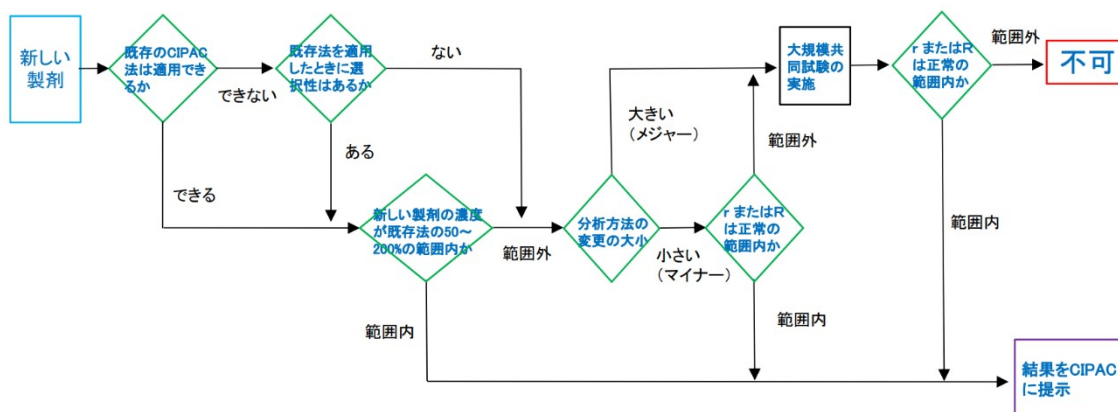 新しい
製剤
既存のCIPAC
法は適用でき
るか
できない
できる
既存法を適用
したときに選
択性はあるか
ない
ある
新しい製剤の濃度
が既存法の50～
200%の範囲内か
範囲外
範囲内
分析方法の
変更の大小
大きい
（メジャー）
小さい
（マイナー）
r またはR
は正常の
範囲内か
範囲外
範囲内
大規模共
同試験の
実施
r またはR
は正常の
範囲内か
範囲外
不可
範囲内
結果をCIPAC
に提示